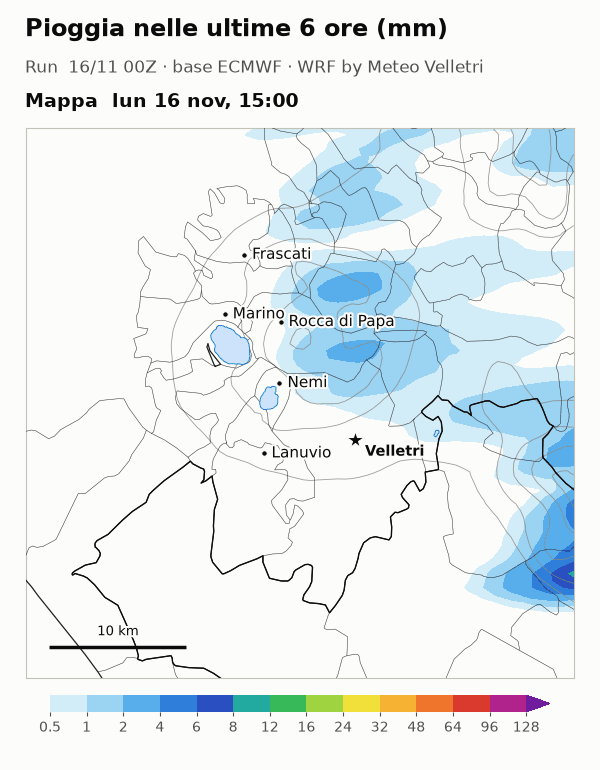 Pioggia nelle ultime 6 ore (mm)
Run  16/11 00Z · base ECMWF · WRF by Meteo Velletri
Mappa  lun 16 nov, 15:00
Frascati
Marino
Rocca di Papa
Nemi
Velletri
Lanuvio
10 km
0.5 1 2 4 6 8 12 16 24 32 48 64 96 128